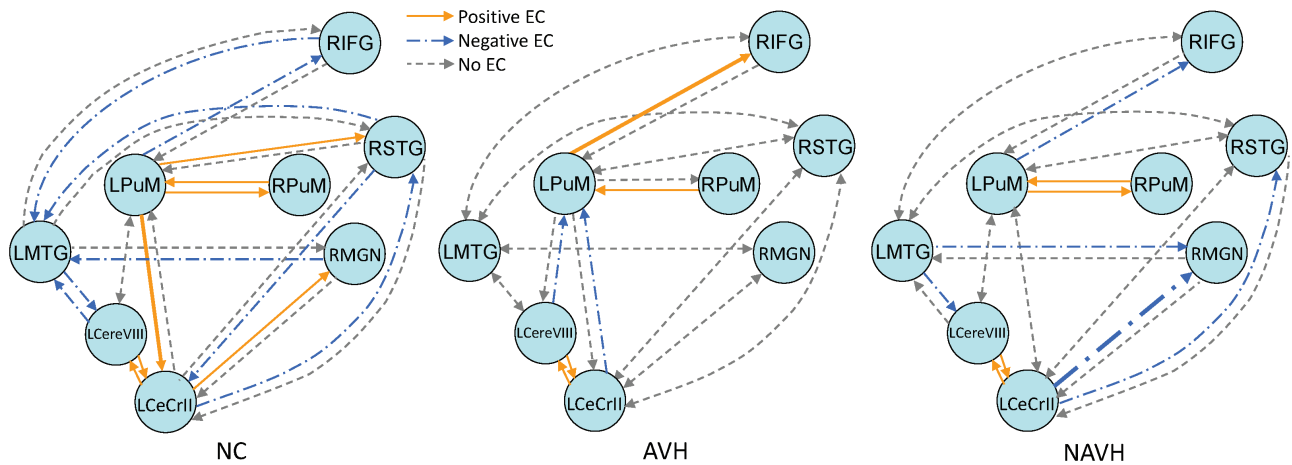 Positive EC
Negative EC
No EC
RIFG
RSTG
LPuM
RPuM
LMTG
RMGN
LCereVIII
LCeCrII
NC
RIFG
RSTG
LPuM
RPuM
LMTG
RMGN
LCereVIII
LCeCrII
AVH
RIFG
RSTG
LPuM
RPuM
LMTG
RMGN
LCereVIII
LCeCrII
NAVH